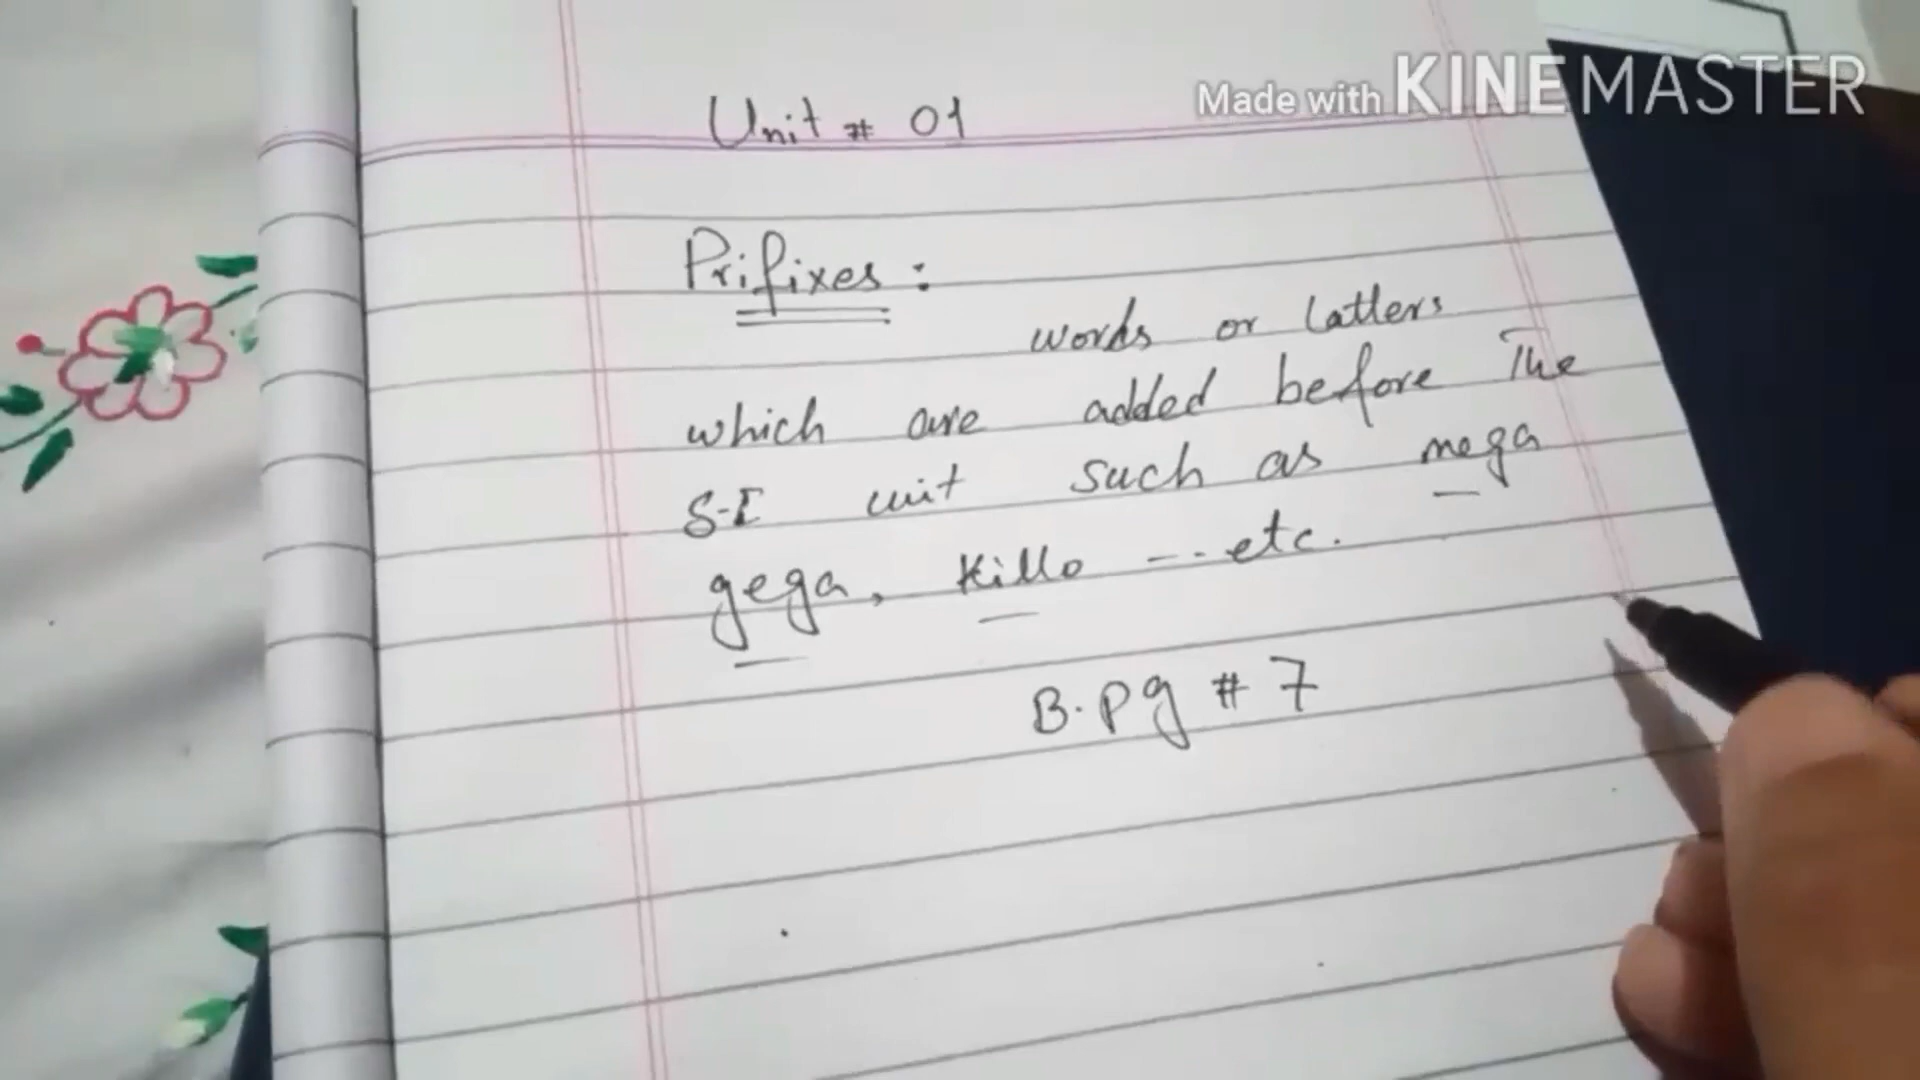 Made with KINEMASTER
Unit # 01
Prifixes:
words or latters
which are added before The
S-I unit such as mega
gega, killo --- etc.
B.Pg # 7